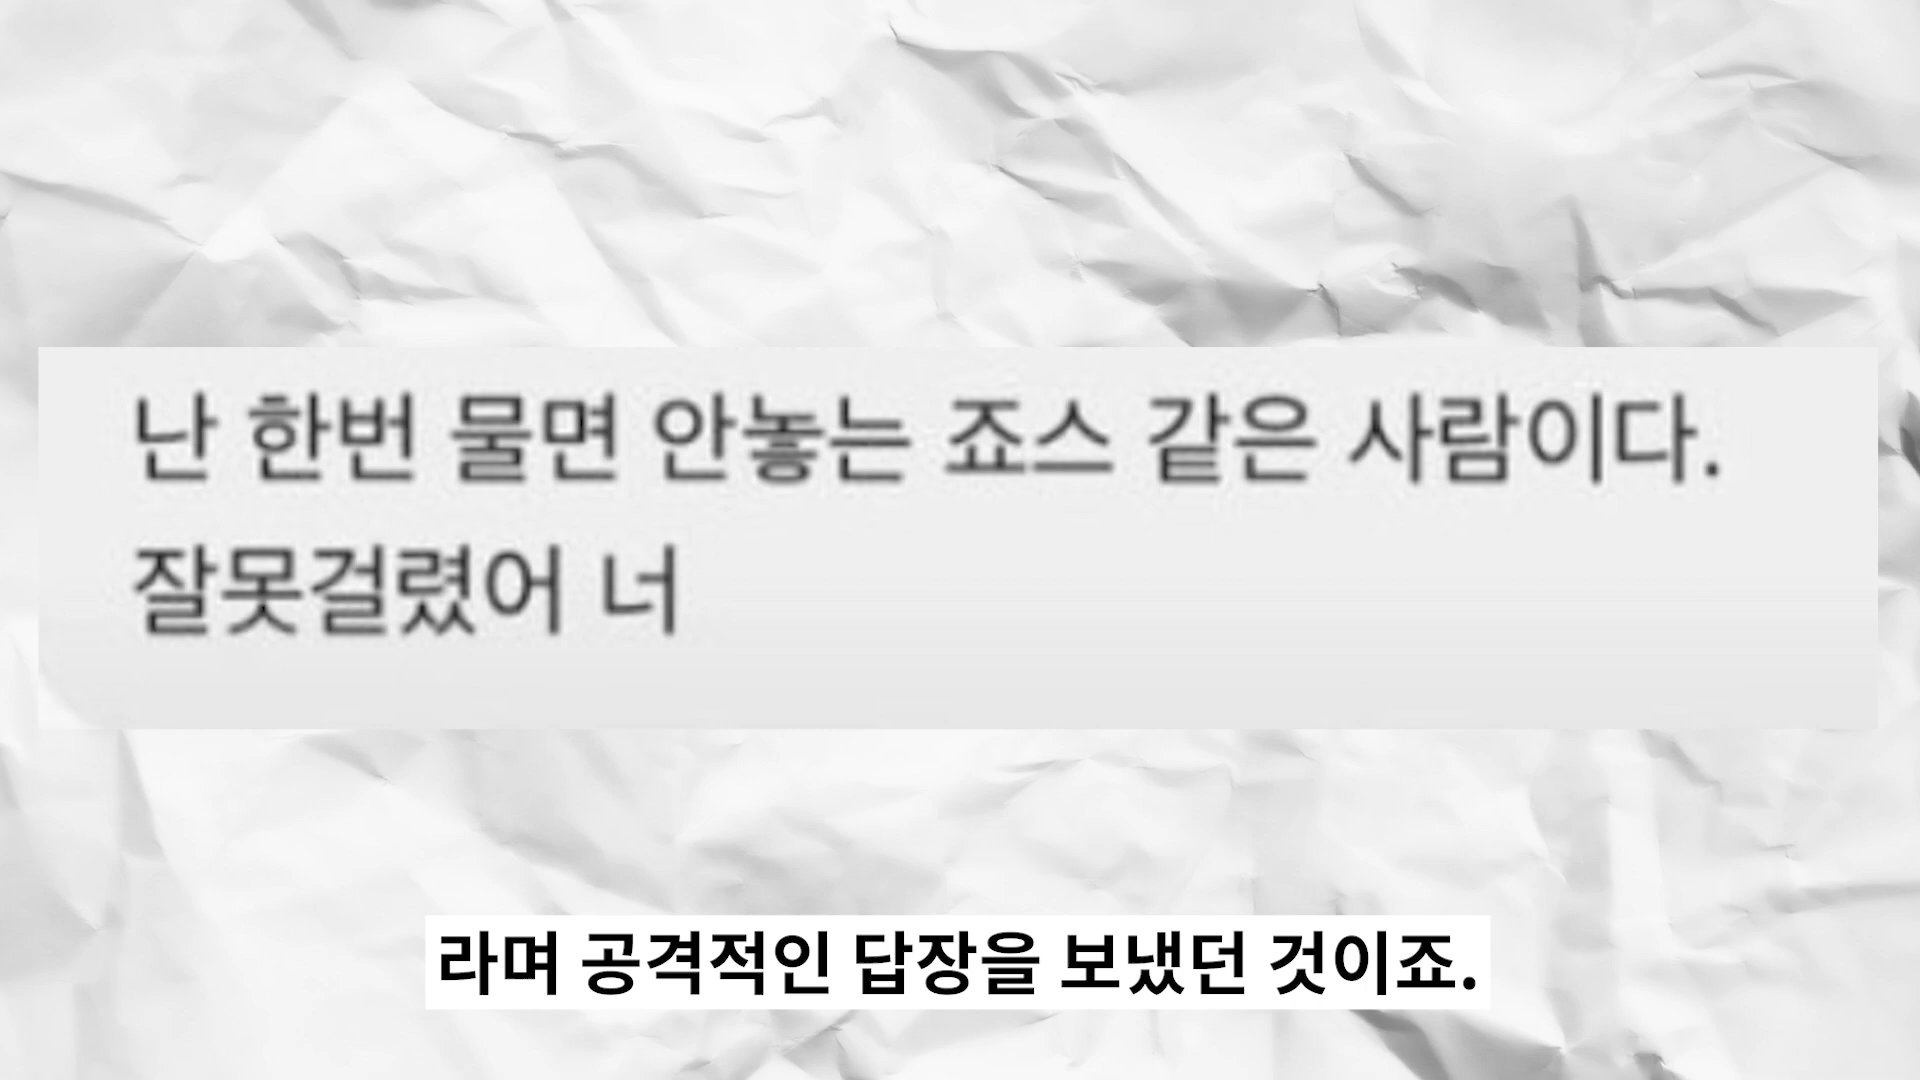 난 한번 물면 안놓는 죠스 같은 사람이다.
잘못걸렸어 너
라며 공격적인 답장을 보냈던 것이죠.